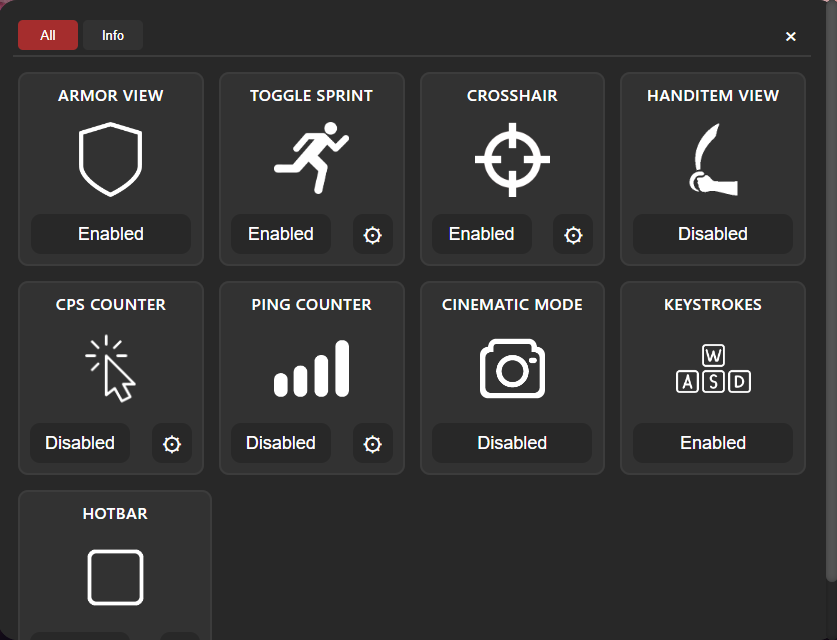 All Info ×
ARMOR VIEW TOGGLE SPRINT CROSSHAIR HANDITEM VIEW
Enabled Enabled Enabled Disabled
CPS COUNTER PING COUNTER CINEMATIC MODE KEYSTROKES
W
A S D
Disabled Disabled Disabled Enabled
HOTBAR